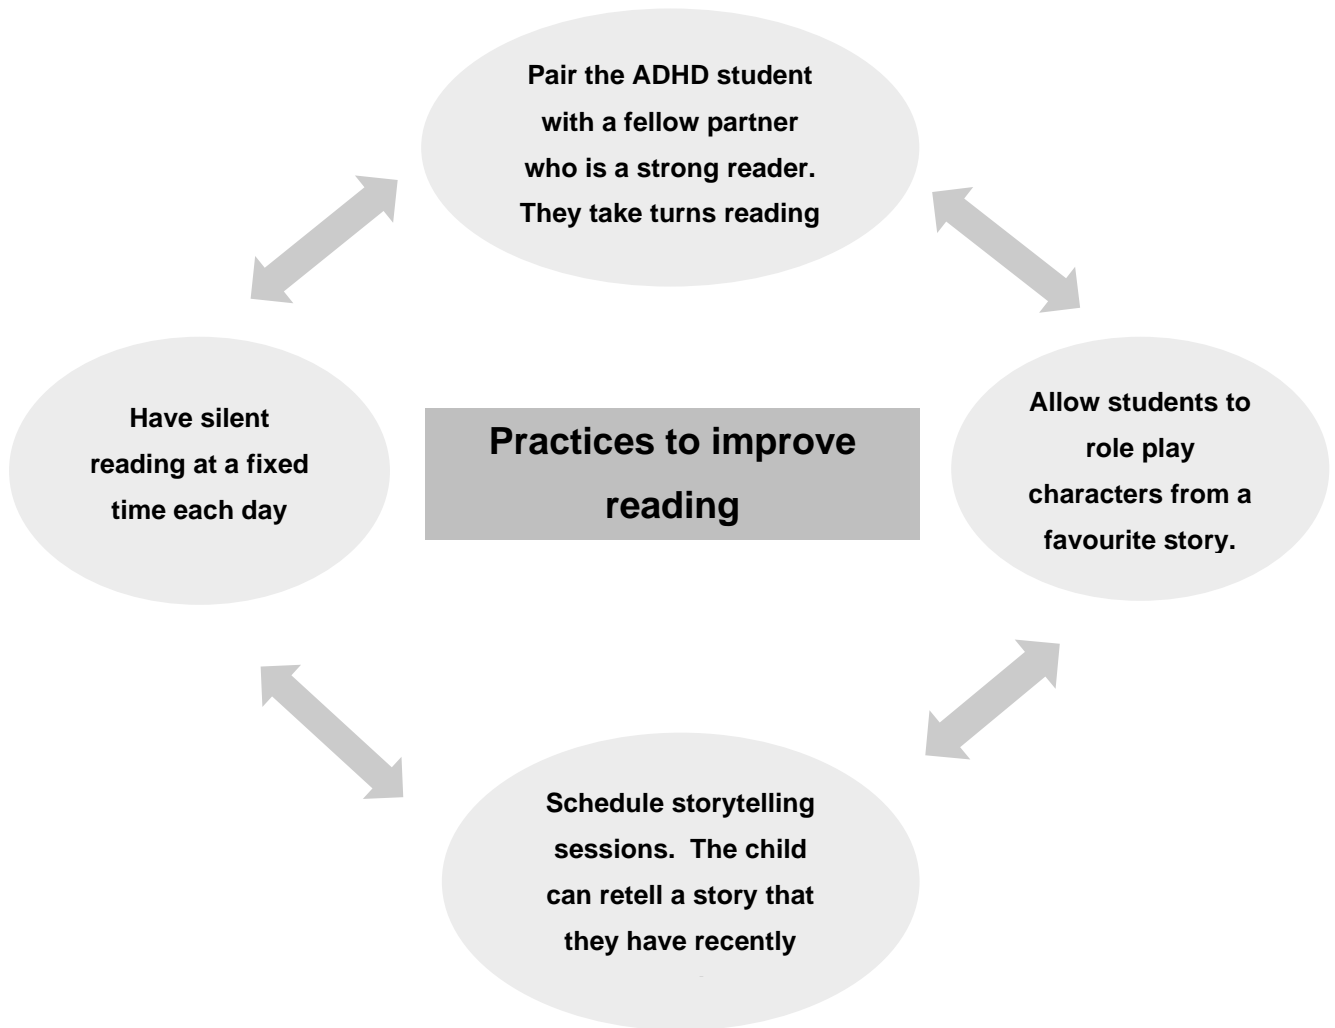 Pair the ADHD student
with a fellow partner
who is a strong reader.
They take turns reading
Have silent
reading at a fixed
time each day
Practices to improve
reading
Allow students to
role play
characters from a
favourite story.
Schedule storytelling
sessions.  The child
can retell a story that
they have recently